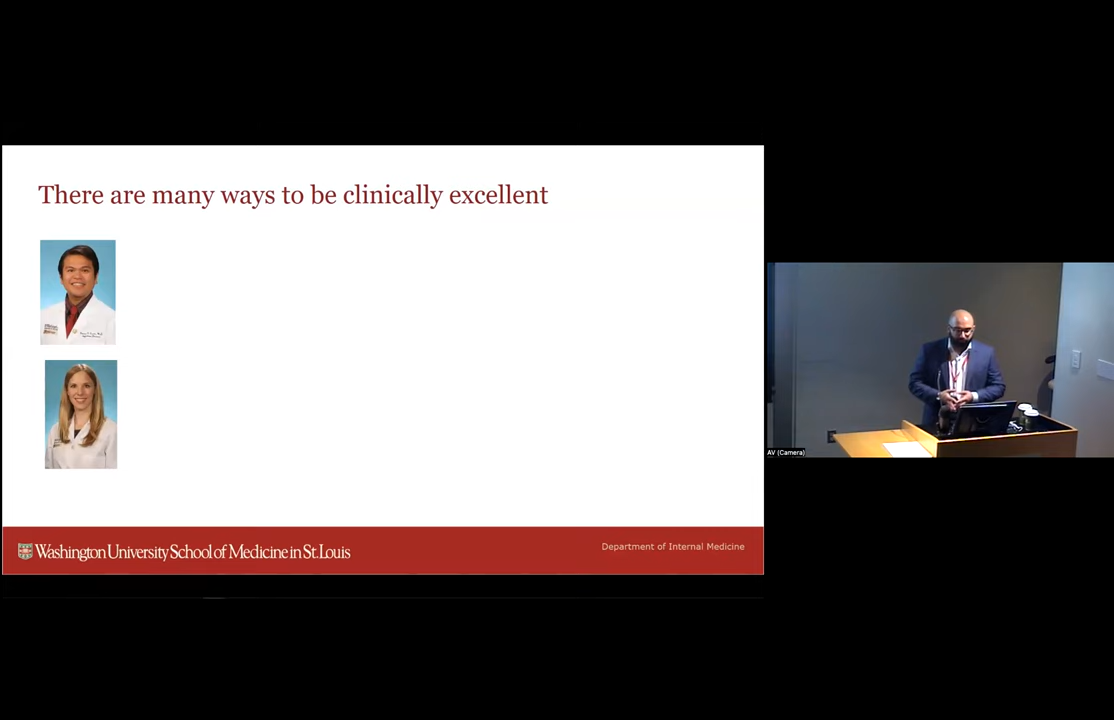 There are many ways to be clinically excellent
Washington University School of Medicine in St. Louis
Department of Internal Medicine
AV (Camera)